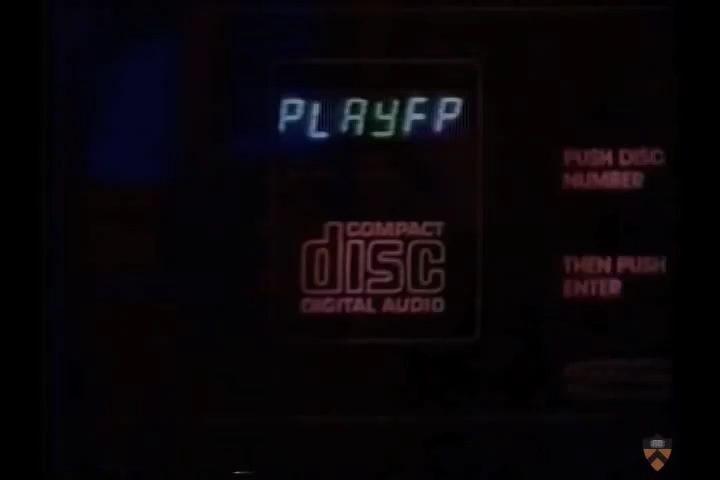 PLAYFP
COMPACT
disc
DIGITAL AUDIO
PUSH DISC
NUMBER
THEN PUSH
ENTER